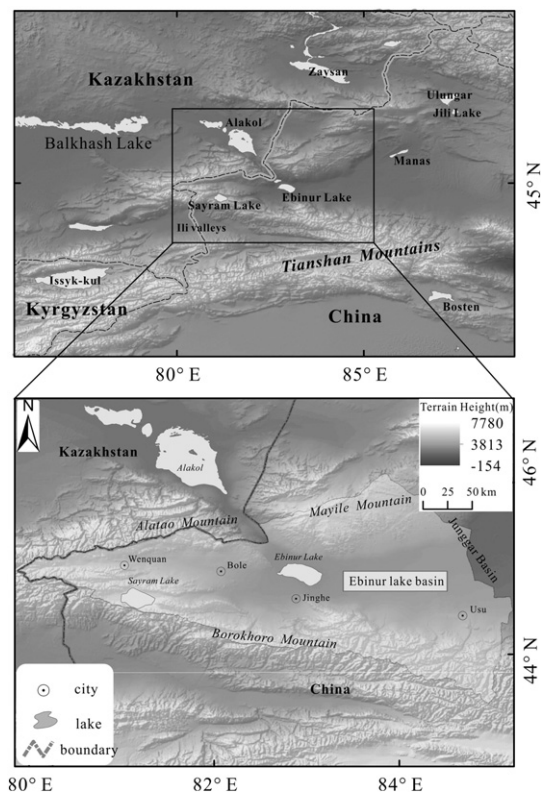 Kazakhstan
Zaysan
Ulungar
Jili Lake
Alakol
Balkhash Lake
Manas
Ebinur Lake
Sayram Lake
Ili valleys
Tianshan Mountains
Issyk-kul
Kyrgyzstan
China
Bosten
45° N
80° E
85° E
N
Terrain Height(m)
7780
3813
-154
0 25 50 km
Kazakhstan
Alakol
46° N
Mayile Mountain
Alatao Mountain
Junggar Basin
Wenquan
Bole
Ebinur Lake
Ebinur lake basin
Sayram Lake
Jinghe
Usu
Borokhoro Mountain
44° N
China
city
lake
boundary
80° E
82° E
84° E